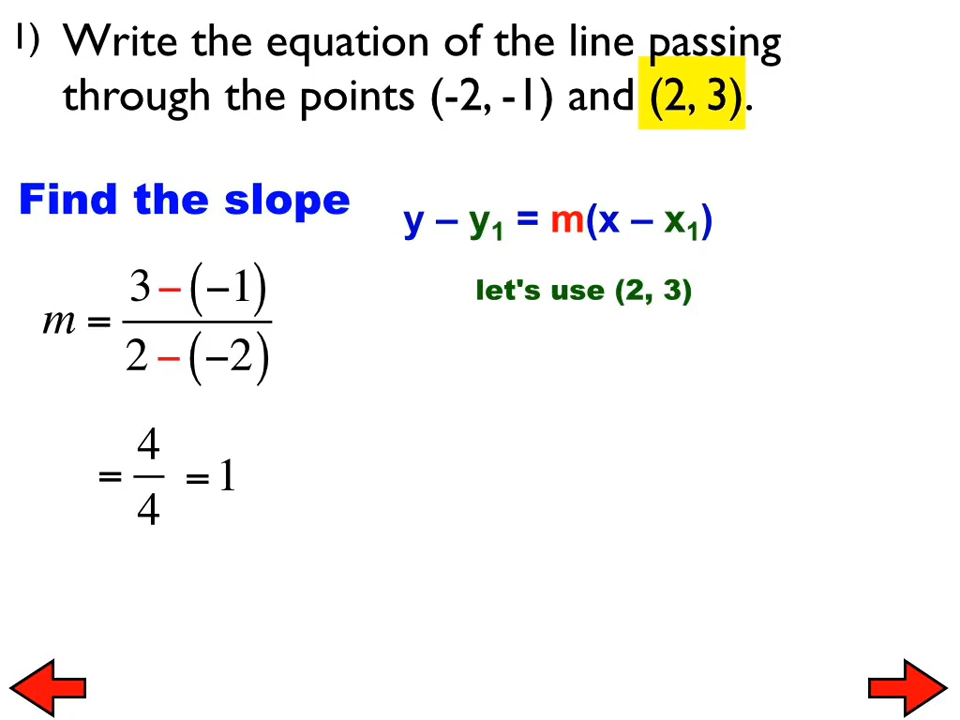 1) Write the equation of the line passing
through the points (-2, -1) and (2, 3).
Find the slope
m = 3 – (–1) / 2 – (–2)
= 4/4 = 1
y – y₁ = m(x – x₁)
let's use (2, 3)